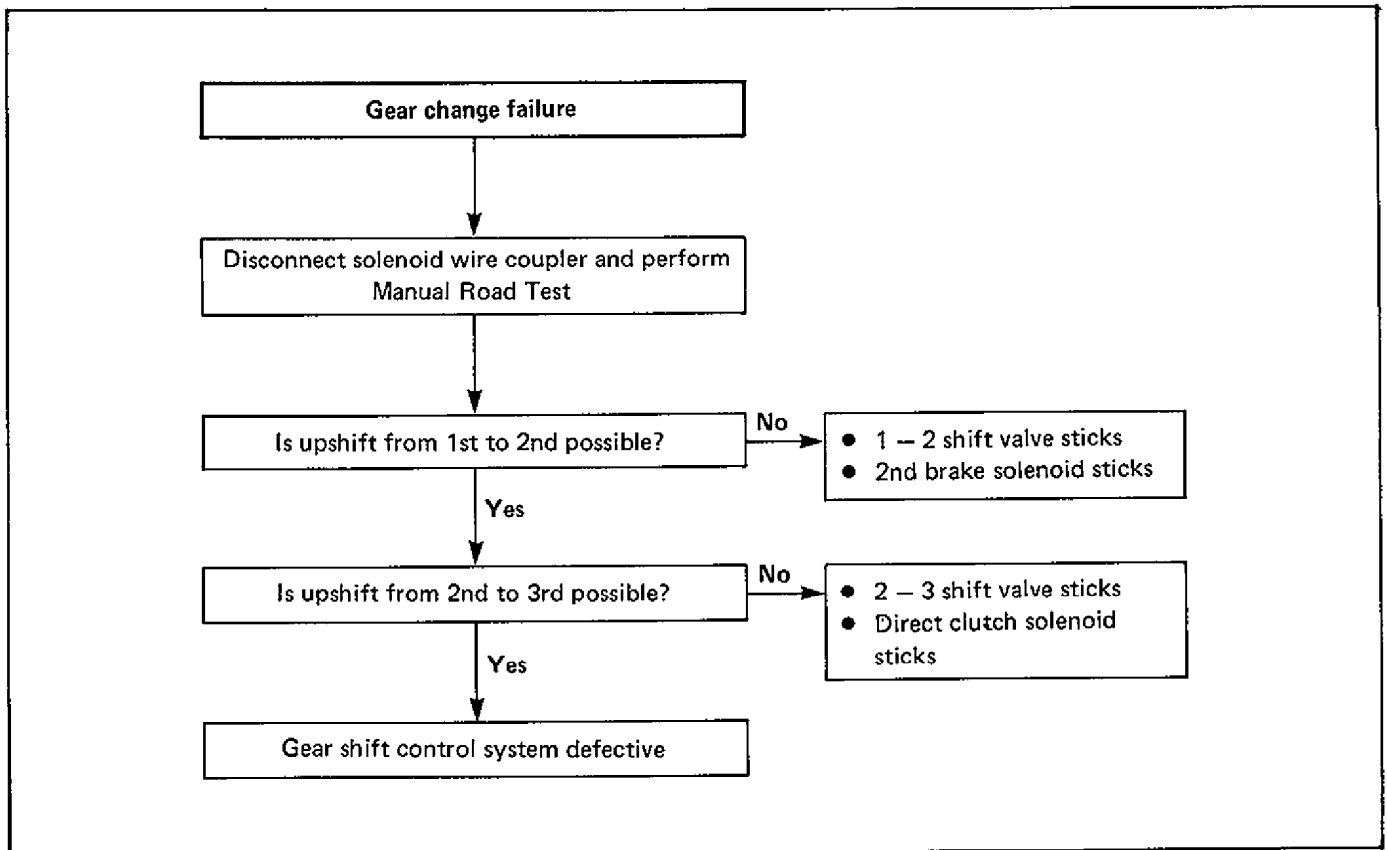 Gear change failure
Disconnect solenoid wire coupler and perform
Manual Road Test
Is upshift from 1st to 2nd possible?
No
● 1 – 2 shift valve sticks
● 2nd brake solenoid sticks
Yes
Is upshift from 2nd to 3rd possible?
No
● 2 – 3 shift valve sticks
● Direct clutch solenoid
sticks
Yes
Gear shift control system defective